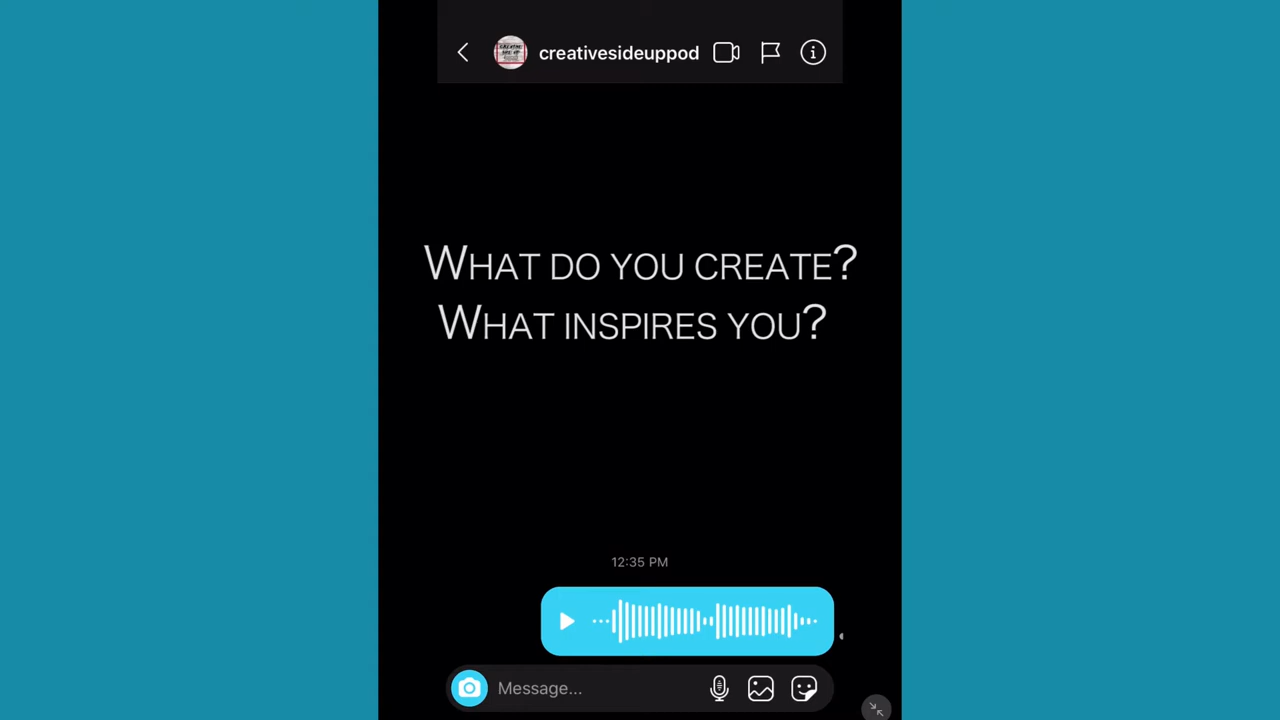 creativesideuppod
WHAT DO YOU CREATE?
WHAT INSPIRES YOU?
12:35 PM
Message...